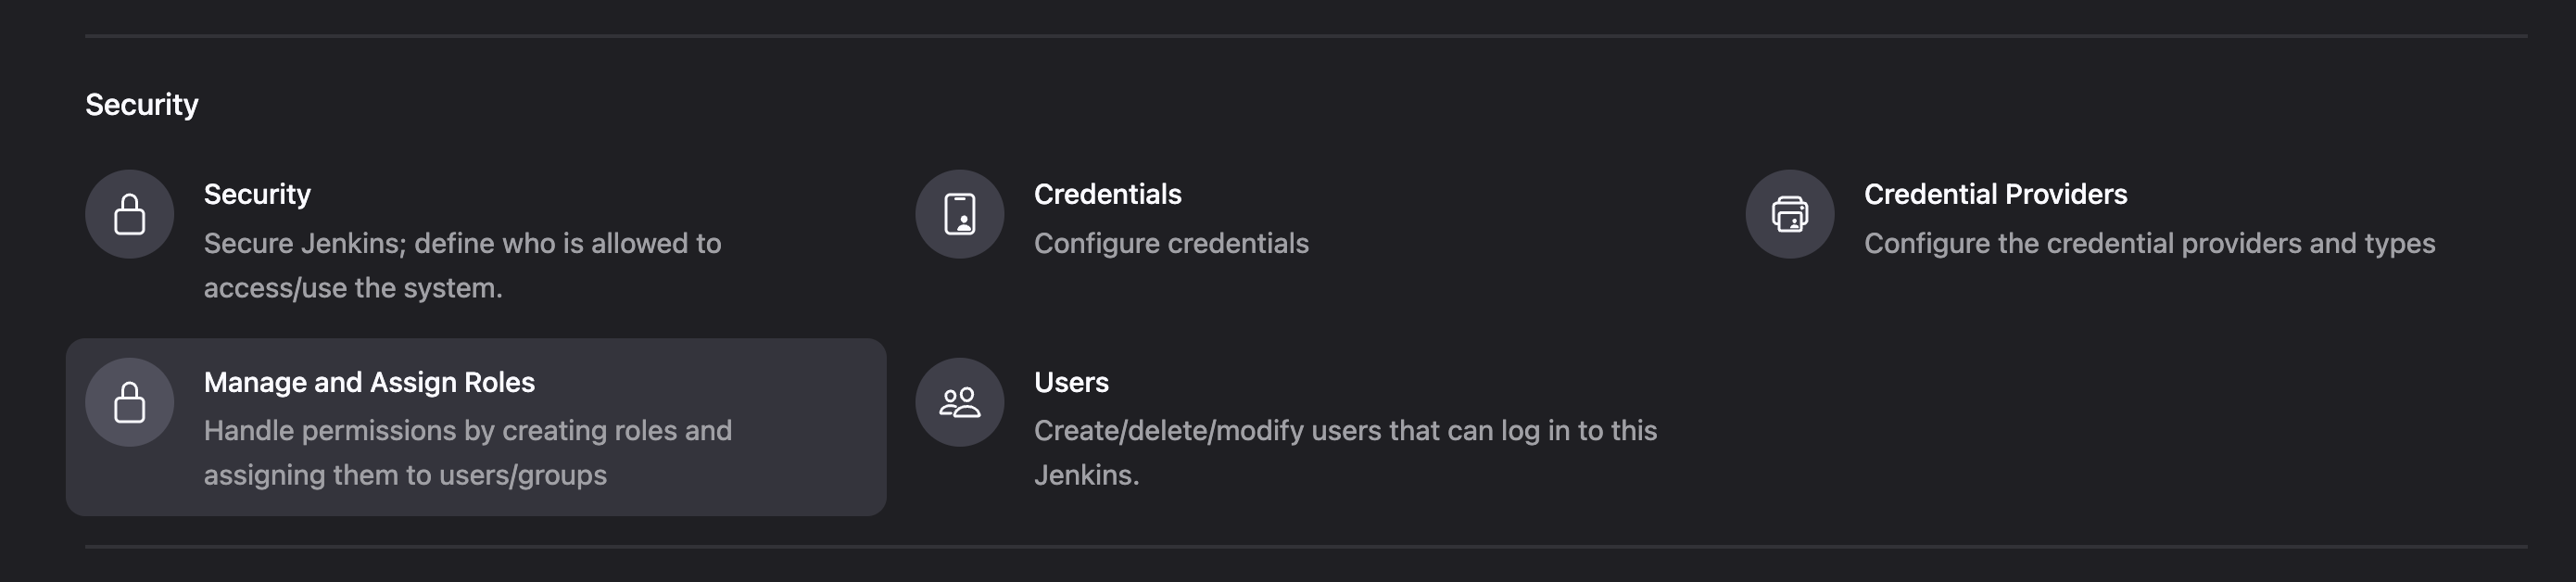 Security
Security
Secure Jenkins; define who is allowed to
access/use the system.
Credentials
Configure credentials
Credential Providers
Configure the credential providers and types
Manage and Assign Roles
Handle permissions by creating roles and
assigning them to users/groups
Users
Create/delete/modify users that can log in to this
Jenkins.